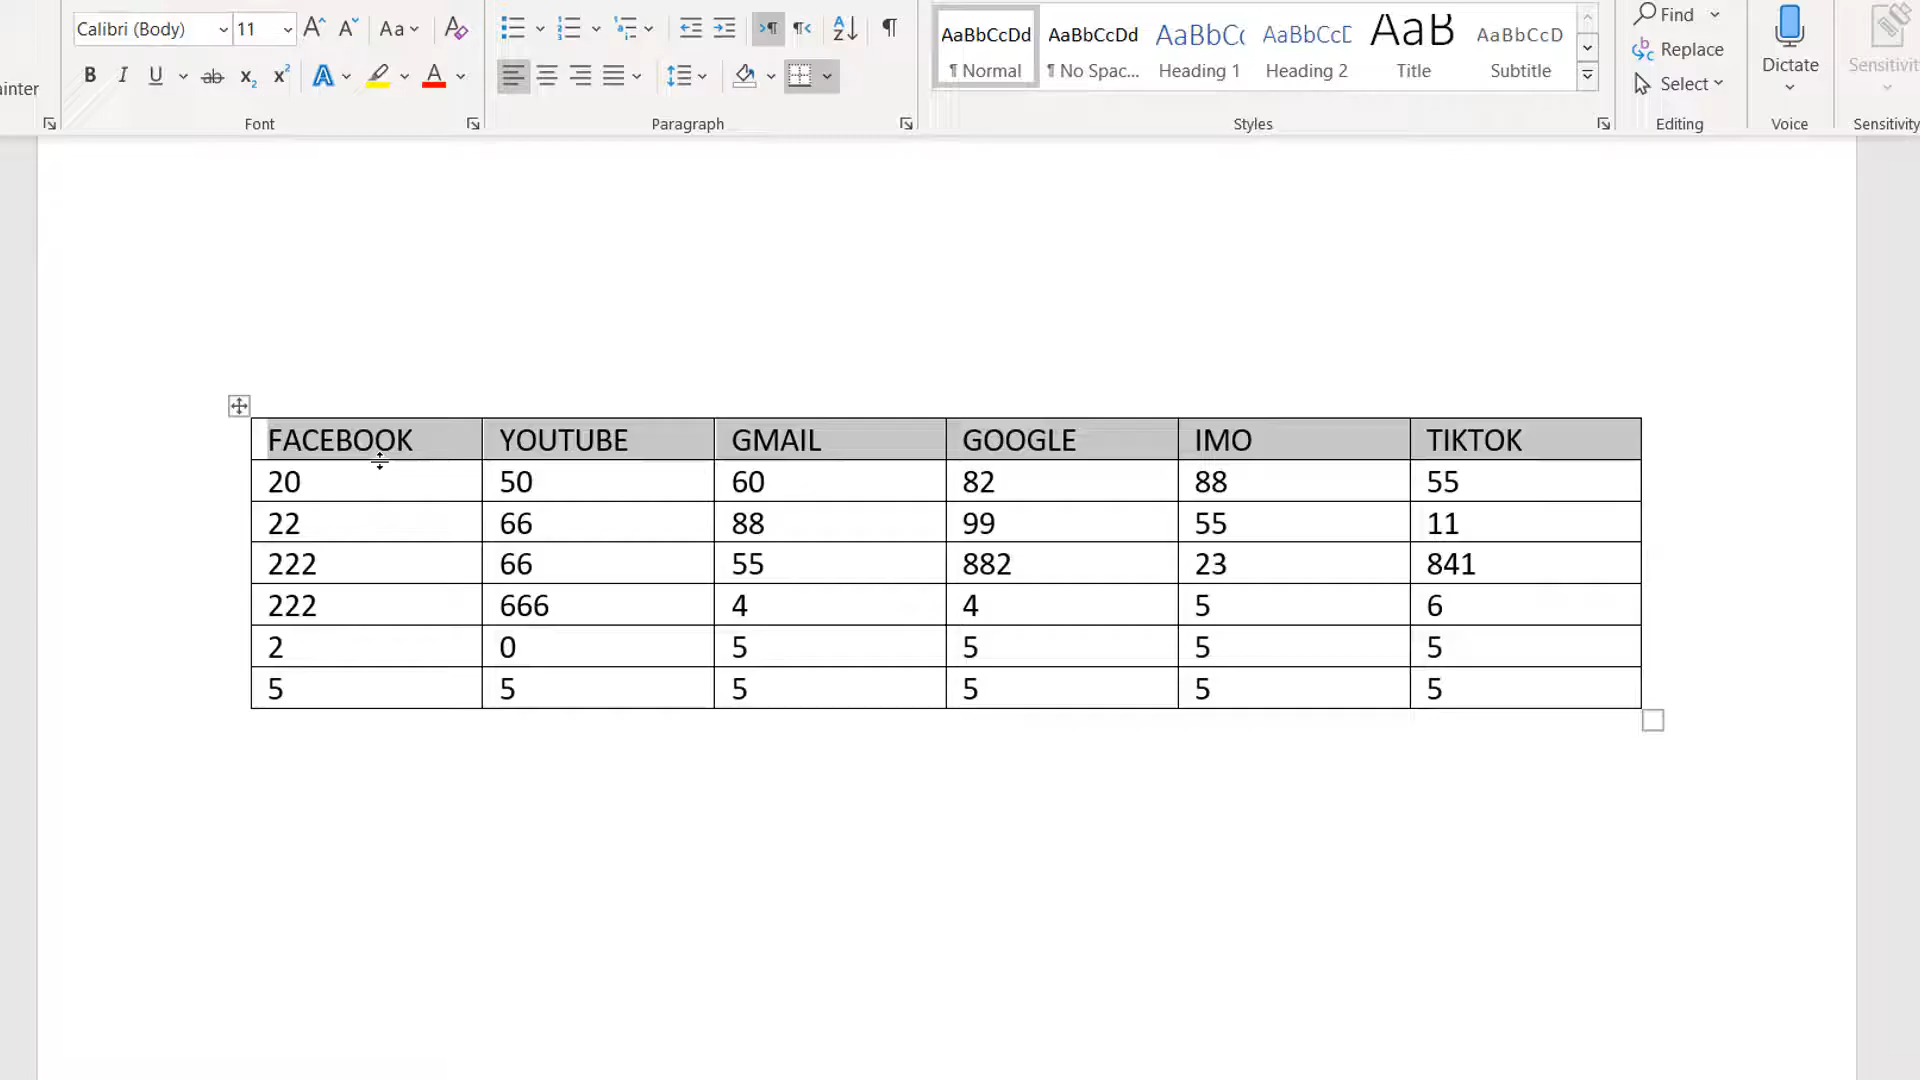 Calibri (Body) 11 Aa
AaBbCcDd AaBbCcDd AaBbCc AaBbCcD AaB AaBbCcD
Find
Normal No Spac... Heading 1 Heading 2 Title Subtitle
Replace
Select
Dictate
Sensitivit
ainter
Font Paragraph Styles Editing Voice Sensitivity
FACEBOOK YOUTUBE GMAIL GOOGLE IMO TIKTOK
20 50 60 82 88 55
22 66 88 99 55 11
222 66 55 882 23 841
222 666 4 4 5 6
2 0 5 5 5 5
5 5 5 5 5 5